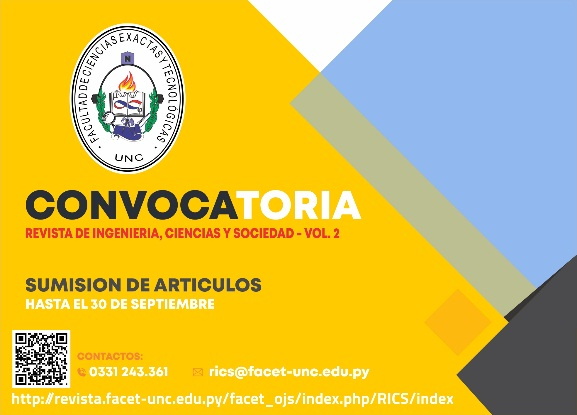 · FACULTAD DE CIENCIAS EXACTAS Y TECNOLOGICAS ·
N
UNC
CONVOCATORIA
REVISTA DE INGENIERIA, CIENCIAS Y SOCIEDAD - VOL. 2
SUMISION DE ARTICULOS
HASTA EL 30 DE SEPTIEMBRE
CONTACTOS:
0331 243.361 rics@facet-unc.edu.py
http://revista.facet-unc.edu.py/facet_ojs/index.php/RICS/index